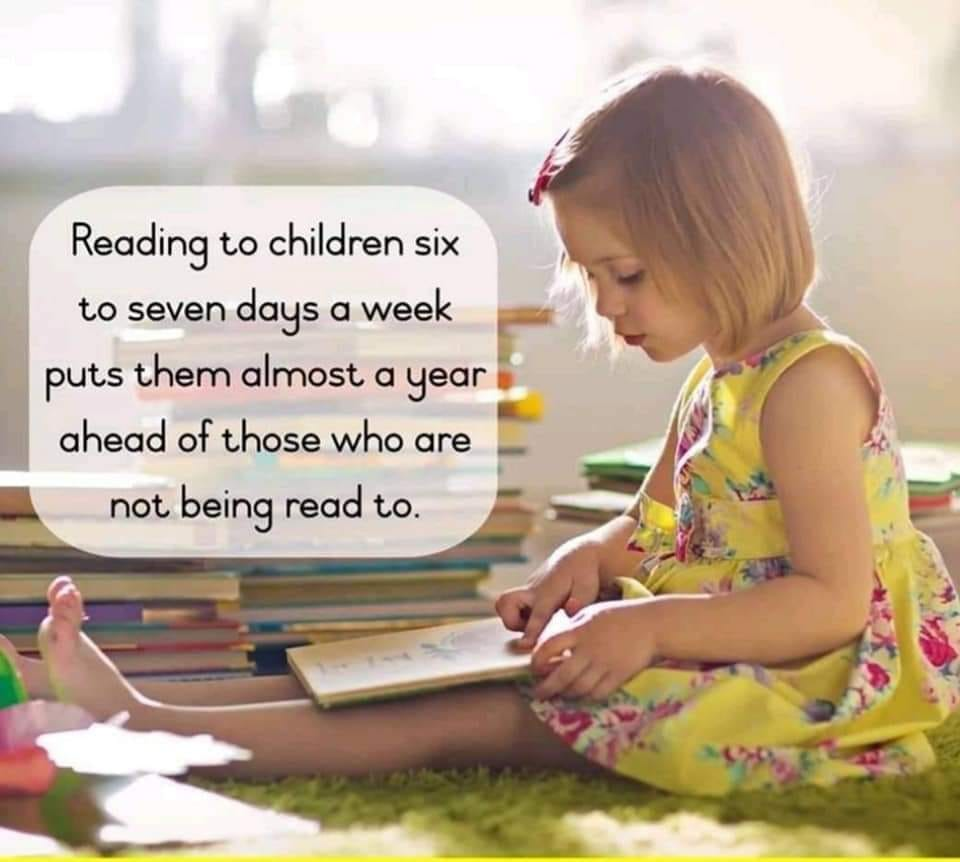 Reading to children six
to seven days a week
puts them almost a year
ahead of those who are
not being read to.